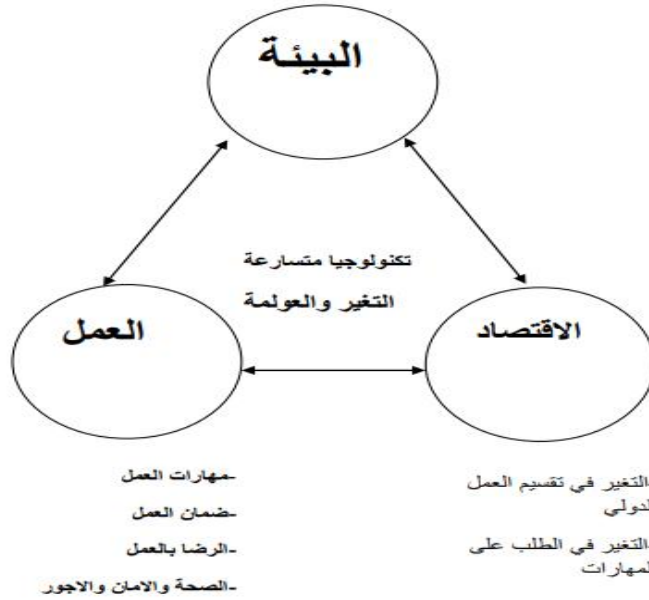 البيئة
تكنولوجيا متسارعة
التغير والعولمة
الاقتصاد
العمل
-التغير في تقسيم العمل
لدولي
-التغير في الطلب على
لمهارات
-مهارات العمل
-ضمان العمل
-الرضا بالعمل
-الصحة والامان والاجور